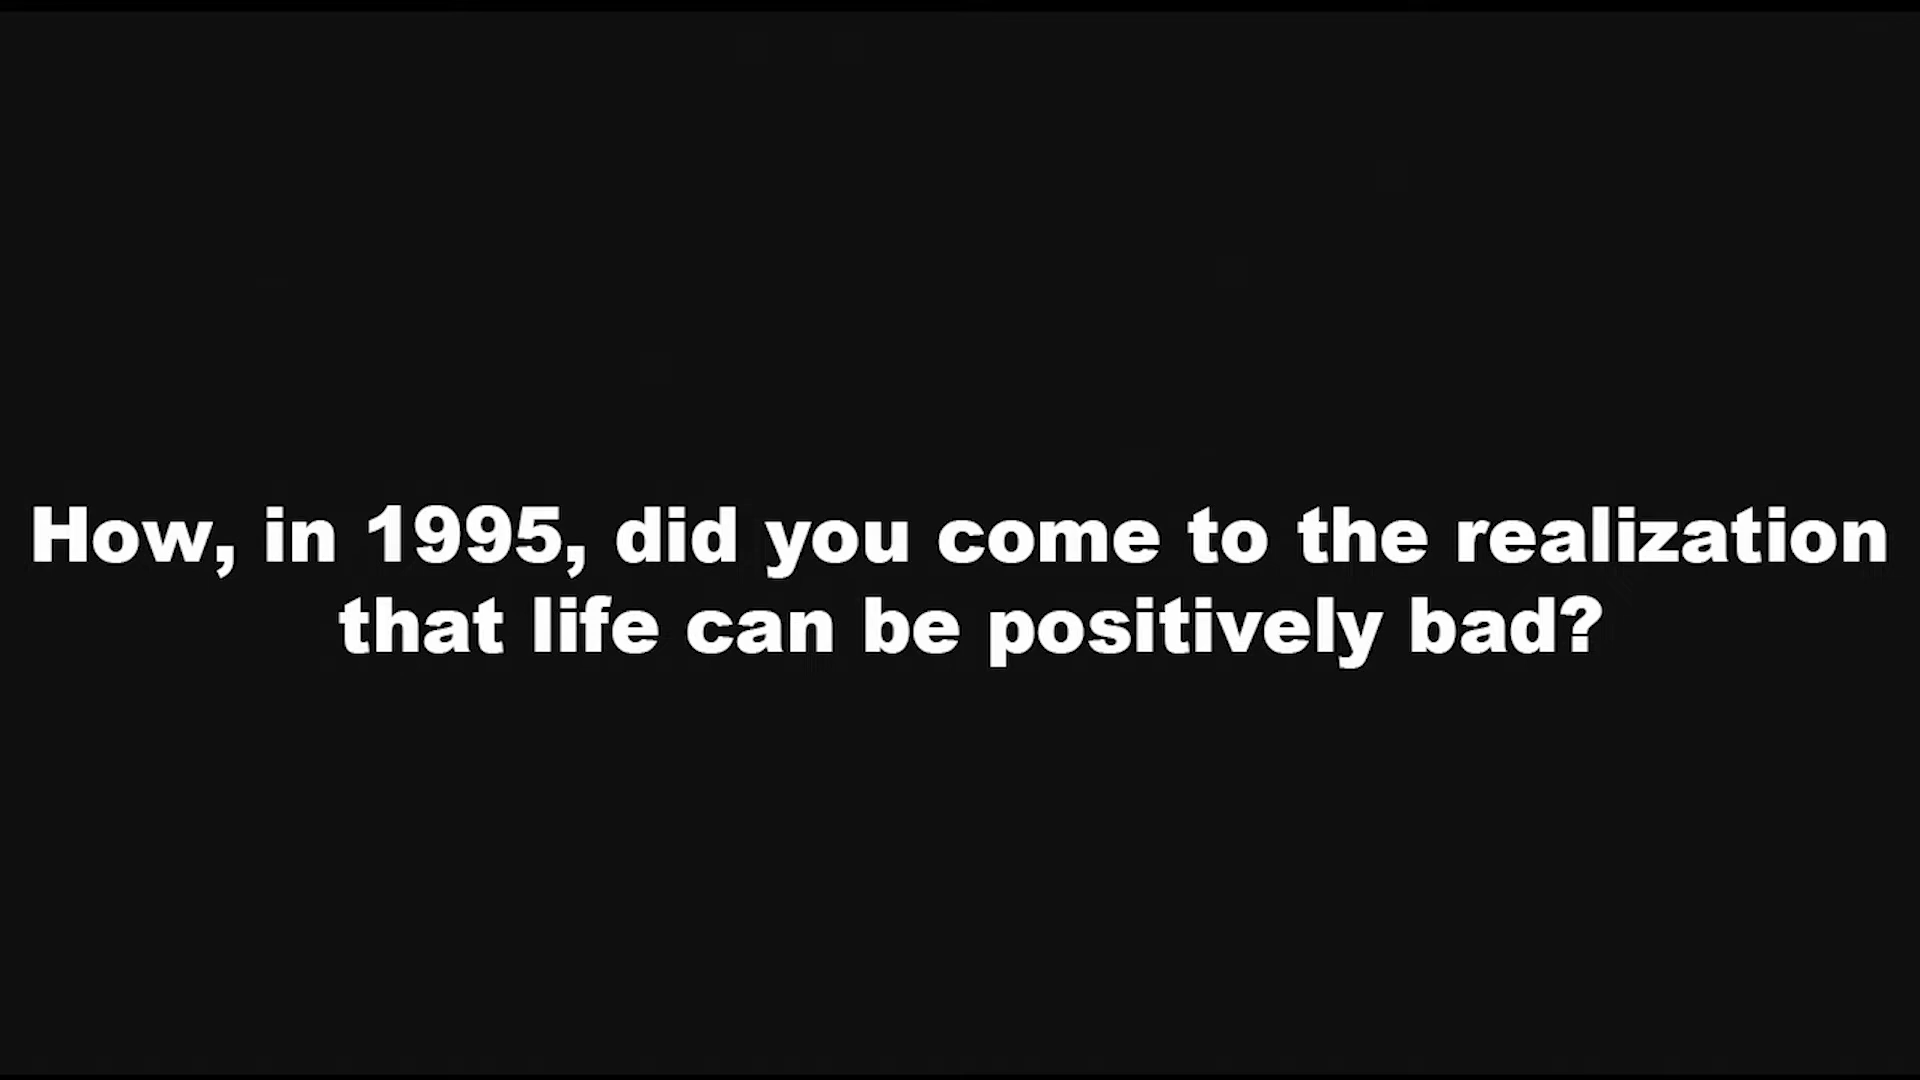 How, in 1995, did you come to the realization
that life can be positively bad?